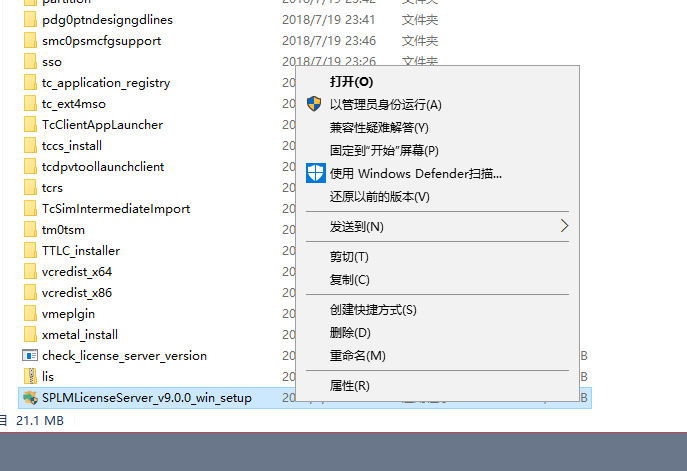 partition 2018/7/19 23:42 文件夹
pdg0ptndesigngdlines 2018/7/19 23:41 文件夹
smc0psmcfgsupport 2018/7/19 23:46 文件夹
sso 2018/7/19 23:26 文件夹
tc_application_registry 20
打开(O)
tc_ext4mso 20
以管理员身份运行(A)
TcClientAppLauncher 20
兼容性疑难解答(Y)
tccs_install 20
固定到“开始”屏幕(P)
tcdpvtoollaunchclient 20
使用 Windows Defender扫描...
tcrs 20
还原以前的版本(V)
TcSimIntermediateImport 20
tm0tsm 20
发送到(N)
TTLC_installer 20
剪切(T)
vcredist_x64 20
复制(C)
vcredist_x86 20
vmeplgin 20
创建快捷方式(S)
xmetal_install 20
删除(D)
check_license_server_version 20 B
重命名(M)
lis 20 B
属性(R)
SPLMLicenseServer_v9.0.0_win_setup 20 B
目 21.1 MB